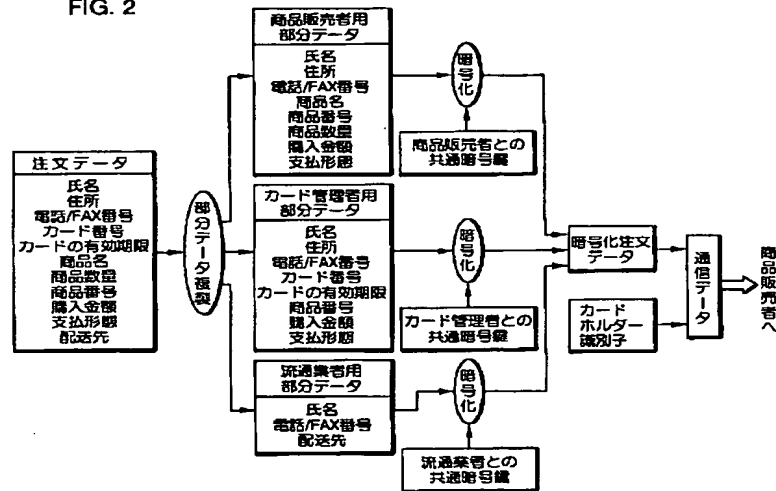 FIG. 2
注文データ
氏名
住所
電話/FAX番号
カード番号
カードの有効期限
商品名
商品数量
商品番号
購入金額
支払形態
配送先
部分データ複製
商品販売者用
部分データ
氏名
住所
電話/FAX番号
商品名
商品番号
商品数量
購入金額
支払形態
暗号化
商品販売者との
共通暗号鍵
カード管理者用
部分データ
氏名
住所
電話/FAX番号
カード番号
カードの有効期限
商品番号
購入金額
支払形態
暗号化
カード管理者との
共通暗号鍵
流通業者用
部分データ
氏名
電話/FAX番号
配送先
暗号化
流通業者との
共通暗号鍵
暗号化注文
データ
カード
ホルダー
識別子
通信データ
商品販売者へ